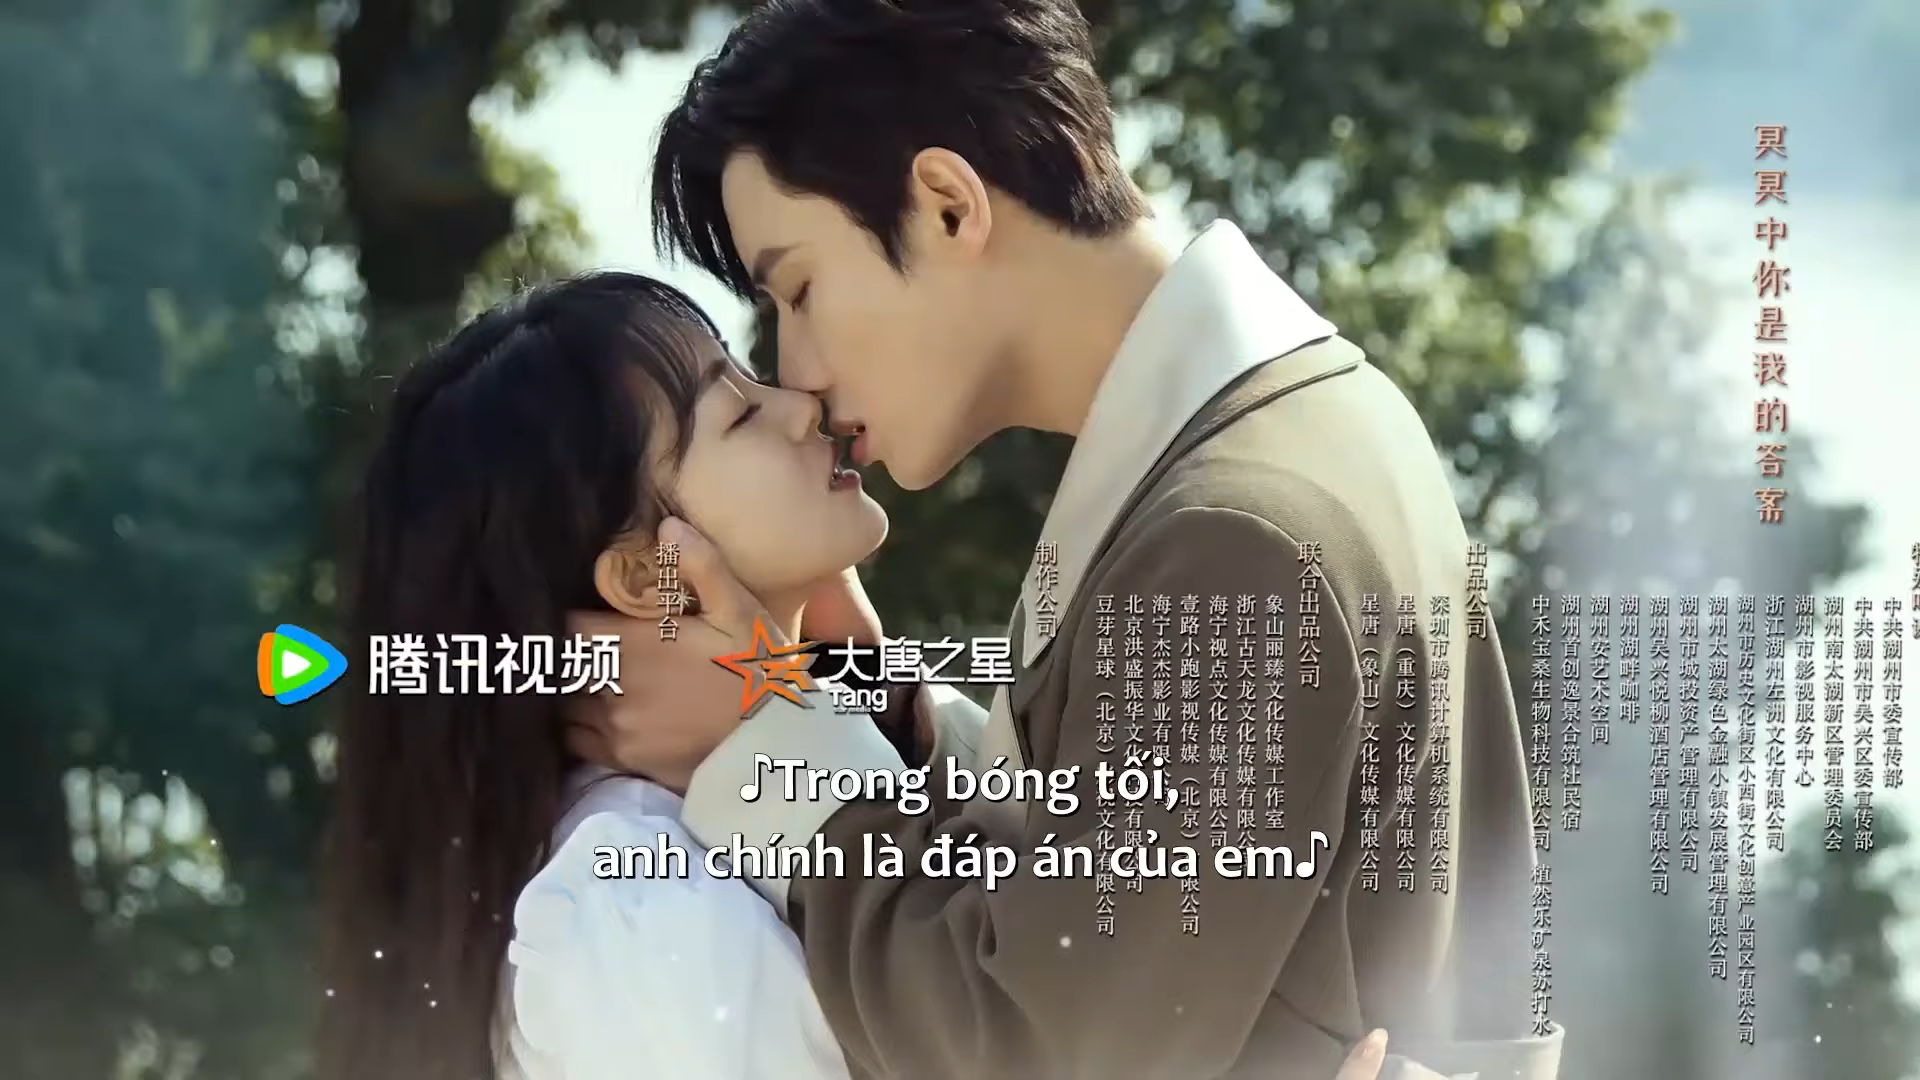 冥冥中你是我的答案
中共湖州市委宣传部
中共湖州市吴兴区委宣传部
湖州南太湖新区管理委员会
湖州市影视服务中心
浙江湖州左洲文化有限公司
湖州市历史文化街区小西街文化创意产业园区有限公司
湖州太湖绿色金融小镇发展管理有限公司
湖州市城投资产管理有限公司
湖州吴兴悦柳酒店管理有限公司
湖州湖畔咖啡
湖州安艺术空间
湖州首创逸景合筑社民宿
中禾宝桑生物科技有限公司 植然乐矿泉苏打水
出品公司
深圳市腾讯计算机系统有限公司
星唐(重庆)文化传媒有限公司
星唐(象山)文化传媒有限公司
联合出品公司
象山丽臻文化传媒工作室
浙江古天龙文化传媒有限公司
海宁视点文化传媒有限公司
壹路小跑影视传媒(北京)有限公司
海宁杰杰影业有限公司
北京洪盛振华文化有限公司
豆芽星球(北京)文化有限公司
制作公司
大唐之星
Tang
播出平台
腾讯视频
♪Trong bóng tối,
anh chính là đáp án của em♪